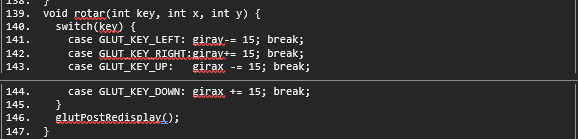 138. }
139. void rotar(int key, int x, int y) {
140. switch(key) {
141. case GLUT_KEY_LEFT: giray-= 15; break;
142. case GLUT_KEY_RIGHT:giray+= 15; break;
143. case GLUT_KEY_UP: girax -= 15; break;
144. case GLUT_KEY_DOWN: girax += 15; break;
145. }
146. glutPostRedisplay();
147. }